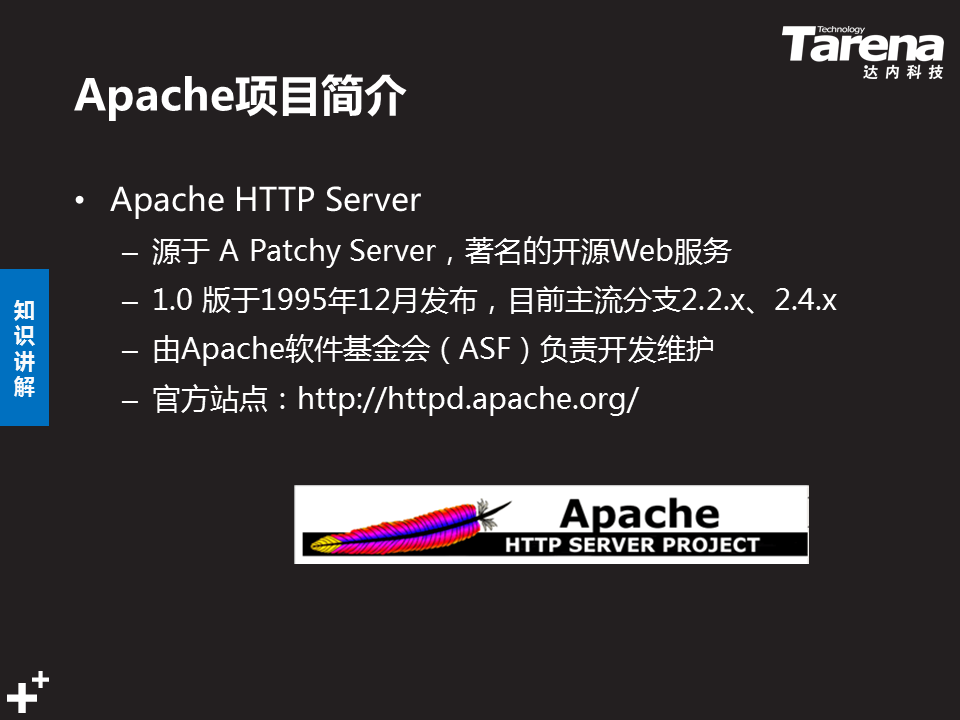 Technology
Tarena
达内科技
Apache项目简介
• Apache HTTP Server
– 源于 A Patchy Server，著名的开源Web服务
– 1.0 版于1995年12月发布，目前主流分支2.2.x、2.4.x
– 由Apache软件基金会（ASF）负责开发维护
– 官方站点：http://httpd.apache.org/
知识讲解
Apache
HTTP SERVER PROJECT